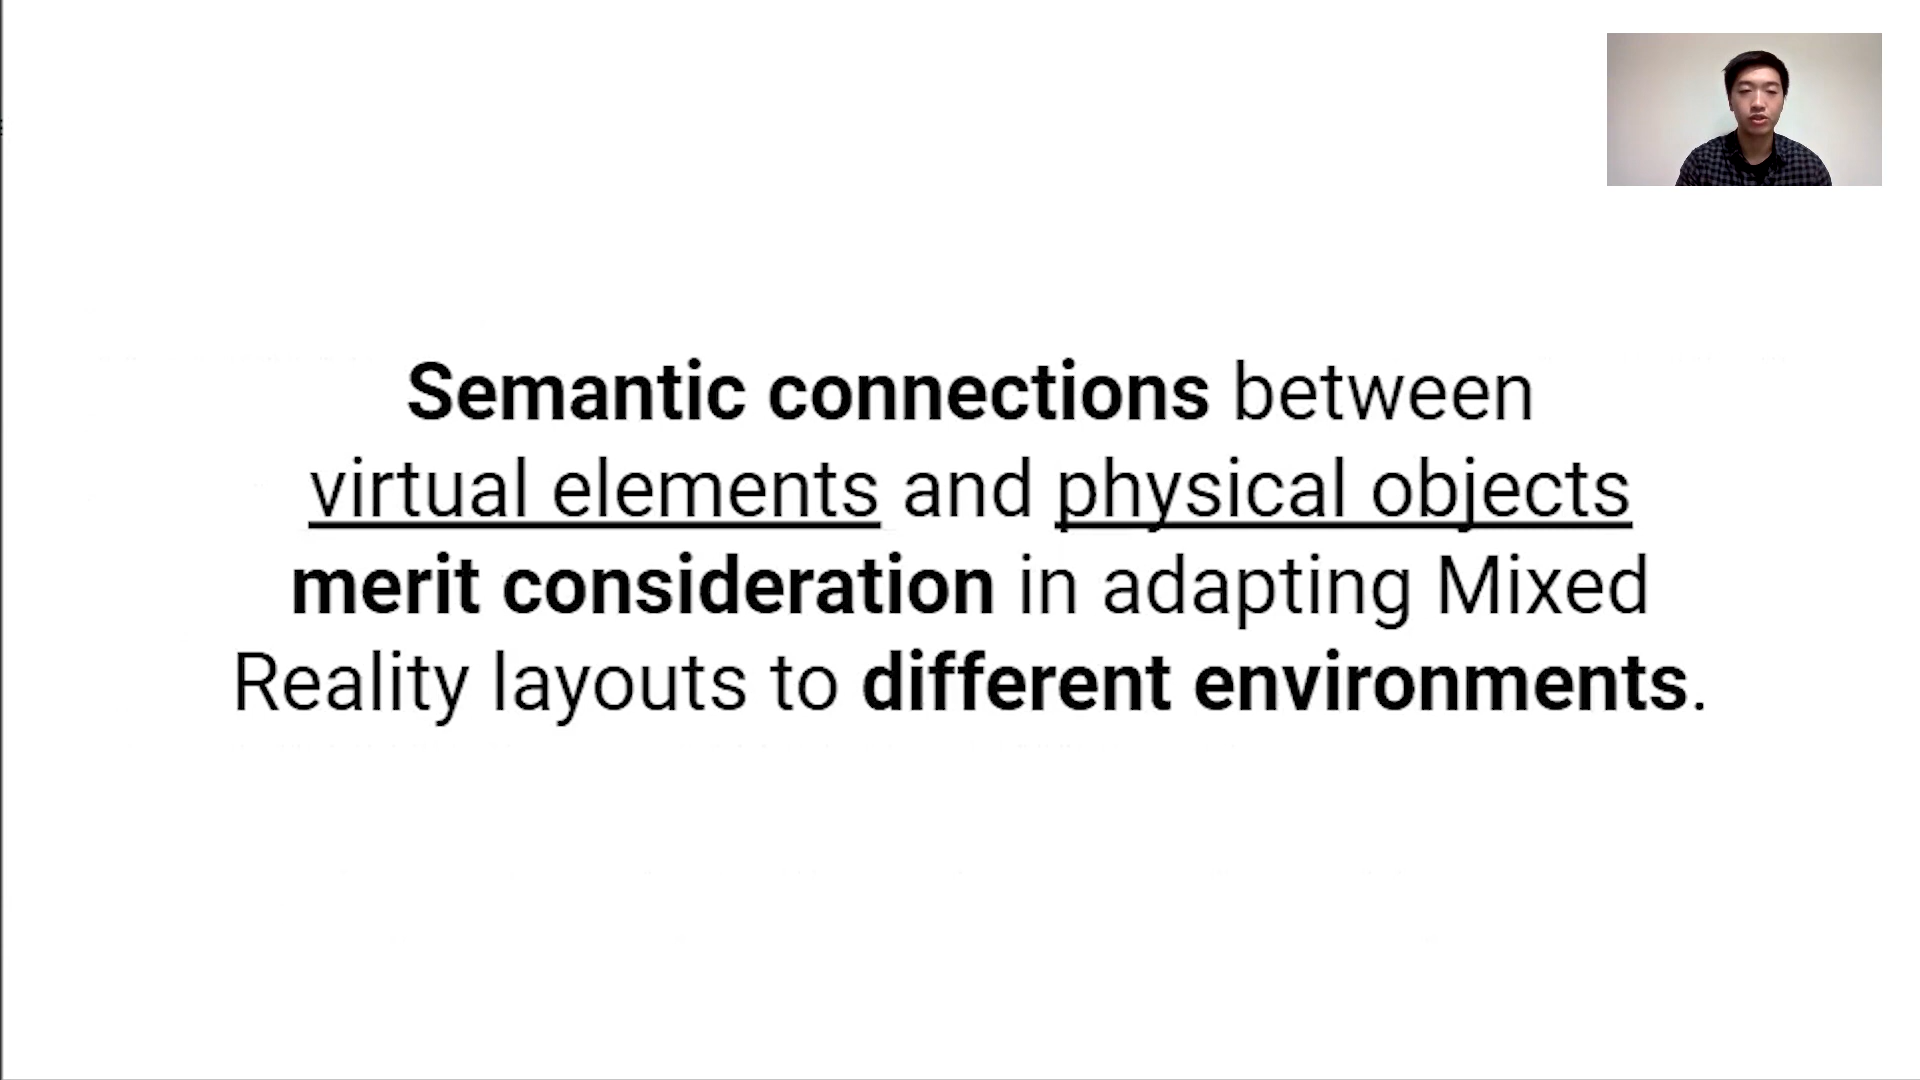 Semantic connections between
virtual elements and physical objects
merit consideration in adapting Mixed
Reality layouts to different environments.